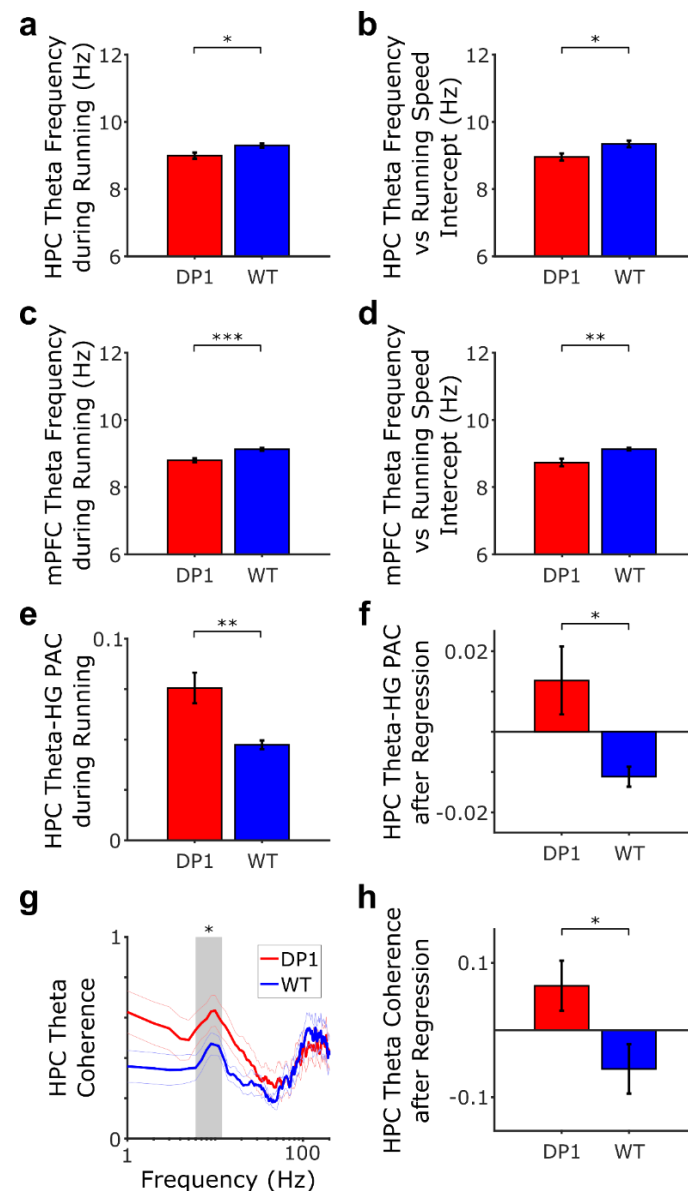 a
HPC Theta Frequency
during Running (Hz)
12
10
8
6
*
DP1
WT
b
HPC Theta Frequency
vs Running Speed
Intercept (Hz)
12
10
8
6
*
DP1
WT
c
mPFC Theta Frequency
during Running (Hz)
12
10
8
6
***
DP1
WT
d
mPFC Theta Frequency
vs Running Speed
Intercept (Hz)
12
10
8
6
**
DP1
WT
e
HPC Theta-HG PAC
during Running
0.1
0
**
DP1
WT
f
HPC Theta-HG PAC
after Regression
0.02
-0.02
*
DP1
WT
g
HPC Theta
Coherence
1
0
*
DP1
WT
1
100
Frequency (Hz)
h
HPC Theta Coherence
after Regression
0.1
-0.1
*
DP1
WT